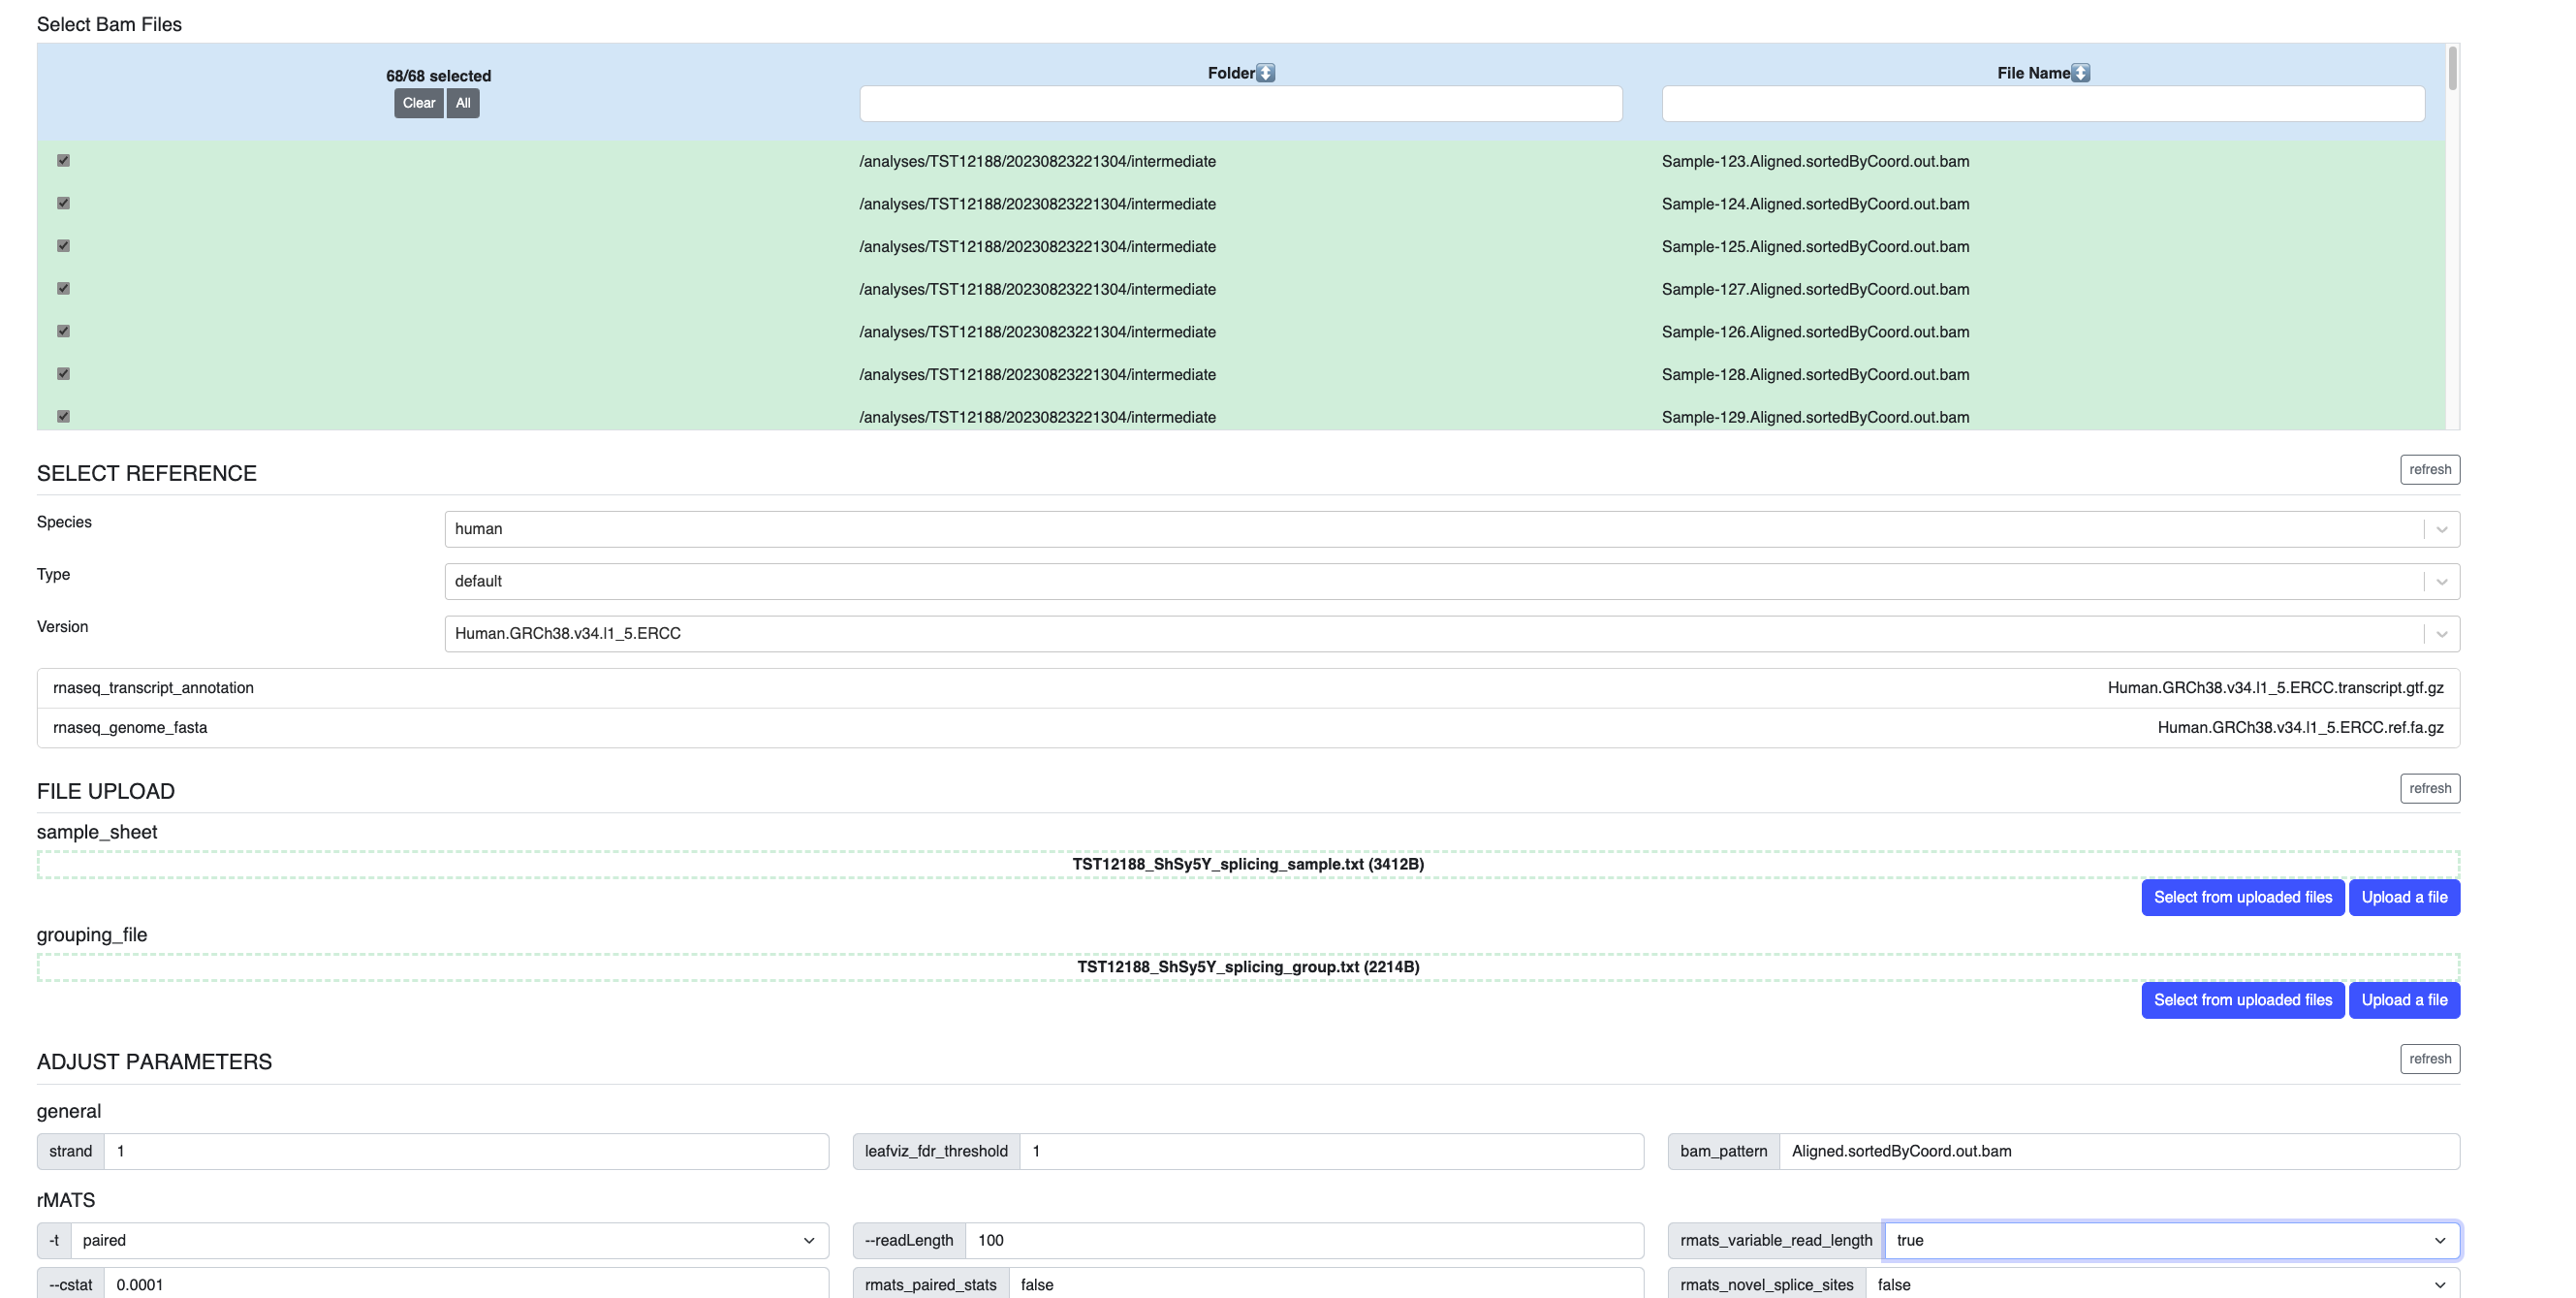 Select Bam Files
68/68 selected
Folder
File Name
Clear All
/analyses/TST12188/20230823221304/intermediate Sample-123.Aligned.sortedByCoord.out.bam
/analyses/TST12188/20230823221304/intermediate Sample-124.Aligned.sortedByCoord.out.bam
/analyses/TST12188/20230823221304/intermediate Sample-125.Aligned.sortedByCoord.out.bam
/analyses/TST12188/20230823221304/intermediate Sample-127.Aligned.sortedByCoord.out.bam
/analyses/TST12188/20230823221304/intermediate Sample-126.Aligned.sortedByCoord.out.bam
/analyses/TST12188/20230823221304/intermediate Sample-128.Aligned.sortedByCoord.out.bam
/analyses/TST12188/20230823221304/intermediate Sample-129.Aligned.sortedByCoord.out.bam
SELECT REFERENCE refresh
Species human
Type default
Version Human.GRCh38.v34.l1_5.ERCC
rnaseq_transcript_annotation Human.GRCh38.v34.l1_5.ERCC.transcript.gtf.gz
rnaseq_genome_fasta Human.GRCh38.v34.l1_5.ERCC.ref.fa.gz
FILE UPLOAD refresh
sample_sheet
TST12188_ShSy5Y_splicing_sample.txt (3412B)
Select from uploaded files Upload a file
grouping_file
TST12188_ShSy5Y_splicing_group.txt (2214B)
Select from uploaded files Upload a file
ADJUST PARAMETERS refresh
general
strand 1 leafviz_fdr_threshold 1 bam_pattern Aligned.sortedByCoord.out.bam
rMATS
-t paired --readLength 100 rmats_variable_read_length true
--cstat 0.0001 rmats_paired_stats false rmats_novel_splice_sites false